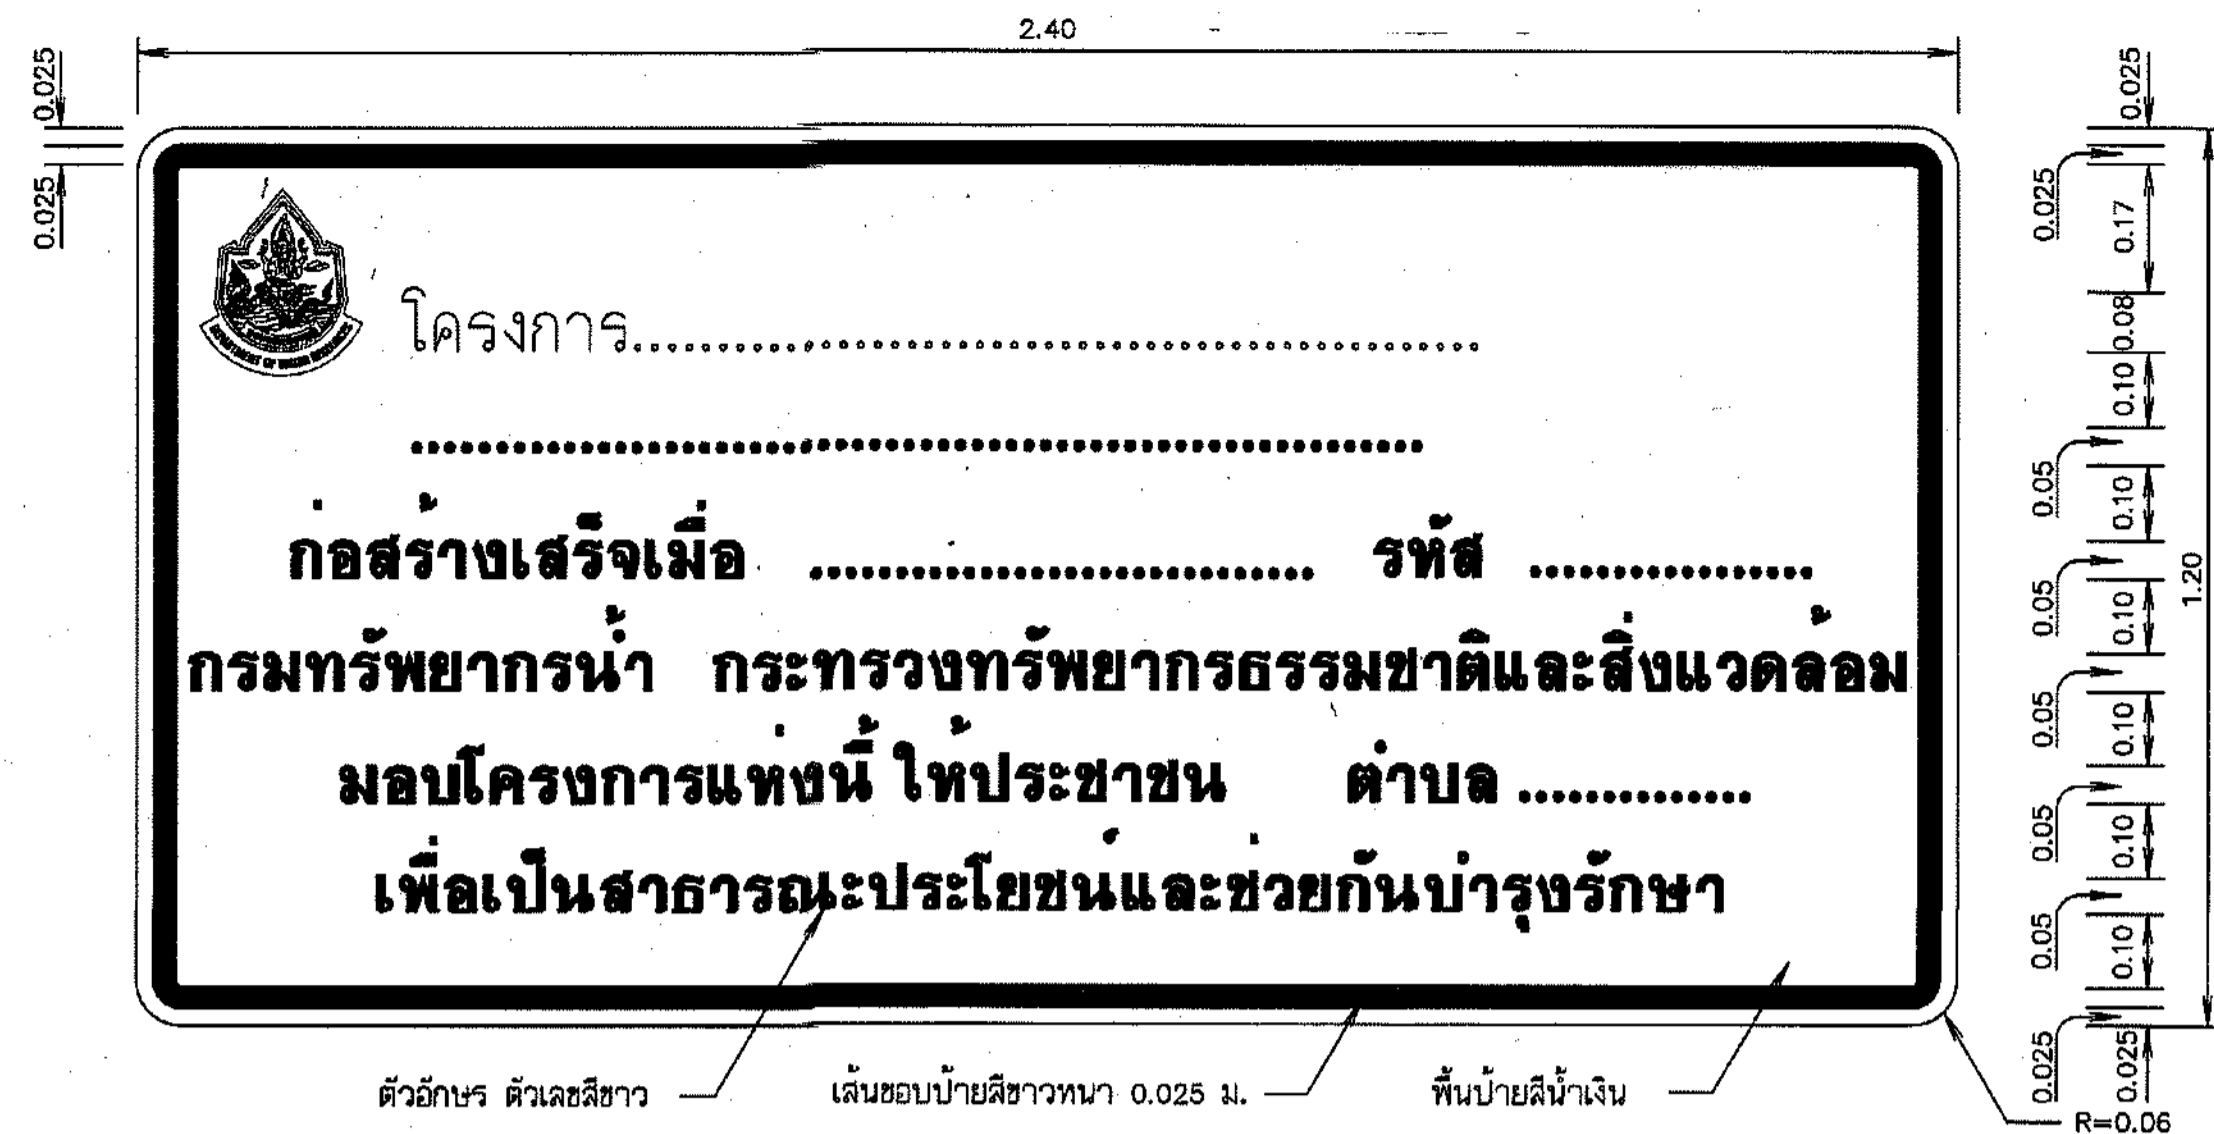 2.40
0.025
0.025
โครงการ................................................
................................................
ก่อสร้างเสร็จเมื่อ .............................. รหัส .................
กรมทรัพยากรน้ำ กระทรวงทรัพยากรธรรมชาติและสิ่งแวดล้อม
มอบโครงการแห่งนี้ ให้ประชาชน ตำบล ..............
เพื่อเป็นสาธารณะประโยชน์และช่วยกันบำรุงรักษา
DEPARTMENT OF WATER RESOURCES
0.025
0.025
0.17
0.08
0.10
0.05
0.10
0.05
0.10
0.05
0.10
0.05
0.10
0.05
0.10
0.025
0.025
1.20
ตัวอักษร ตัวเลขสีขาว
เส้นขอบป้ายสีขาวหนา 0.025 ม.
พื้นป้ายสีน้ำเงิน
R=0.06